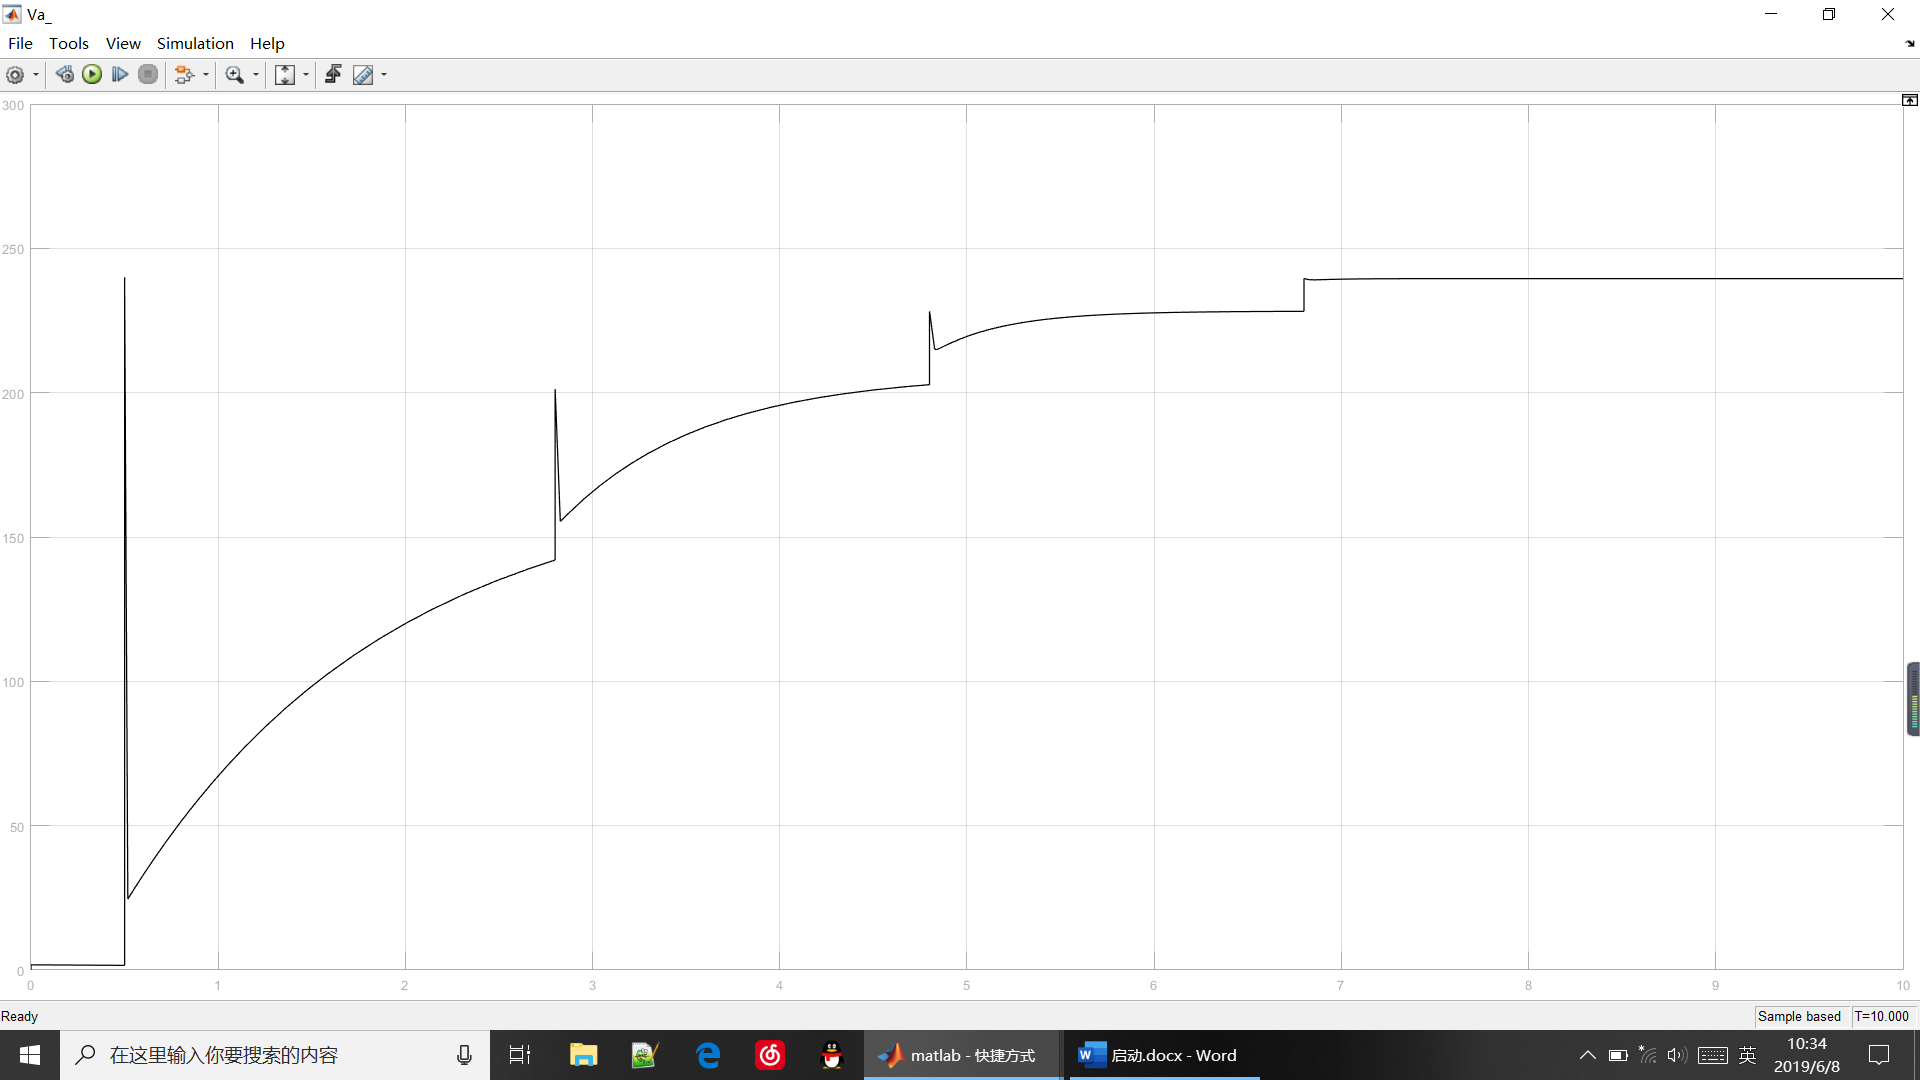 Va_
File Tools View Simulation Help
300
250
200
150
100
50
0
0 1 2 3 4 5 6 7 8 9 10
Ready
Sample based T=10.000
在这里输入你要搜索的内容
matlab - 快捷方式
启动.docx - Word
英
10:34
2019/6/8